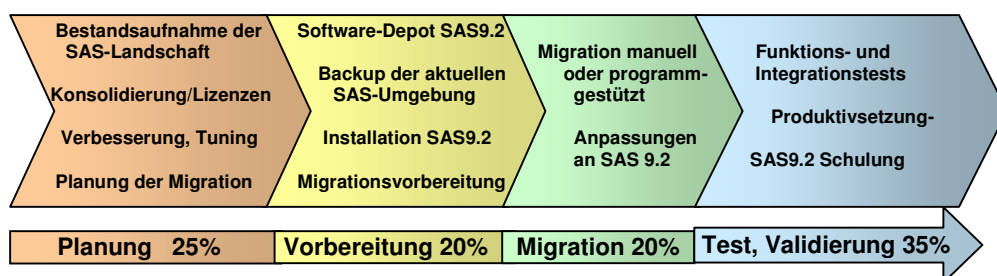 Bestandsaufnahme der
SAS-Landschaft
Konsolidierung/Lizenzen
Verbesserung, Tuning
Planung der Migration
Software-Depot SAS9.2
Backup der aktuellen
SAS-Umgebung
Installation SAS9.2
Migrationsvorbereitung
Migration manuell
oder programm-
gestützt
Anpassungen
an SAS 9.2
Funktions- und
Integrationstests
Produktivsetzung-
SAS9.2 Schulung
Planung 25%
Vorbereitung 20%
Migration 20%
Test, Validierung 35%